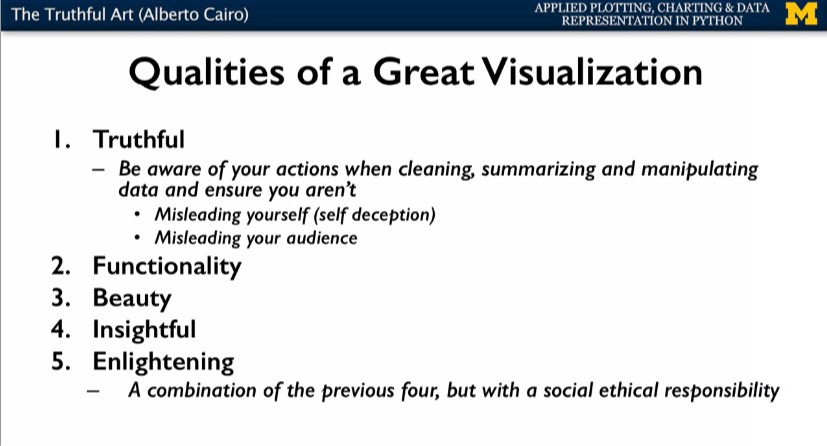 The Truthful Art (Alberto Cairo)
APPLIED PLOTTING, CHARTING & DATA
REPRESENTATION IN PYTHON
M
Qualities of a Great Visualization
1. Truthful
– Be aware of your actions when cleaning, summarizing and manipulating
data and ensure you aren't
• Misleading yourself (self deception)
• Misleading your audience
2. Functionality
3. Beauty
4. Insightful
5. Enlightening
– A combination of the previous four, but with a social ethical responsibility